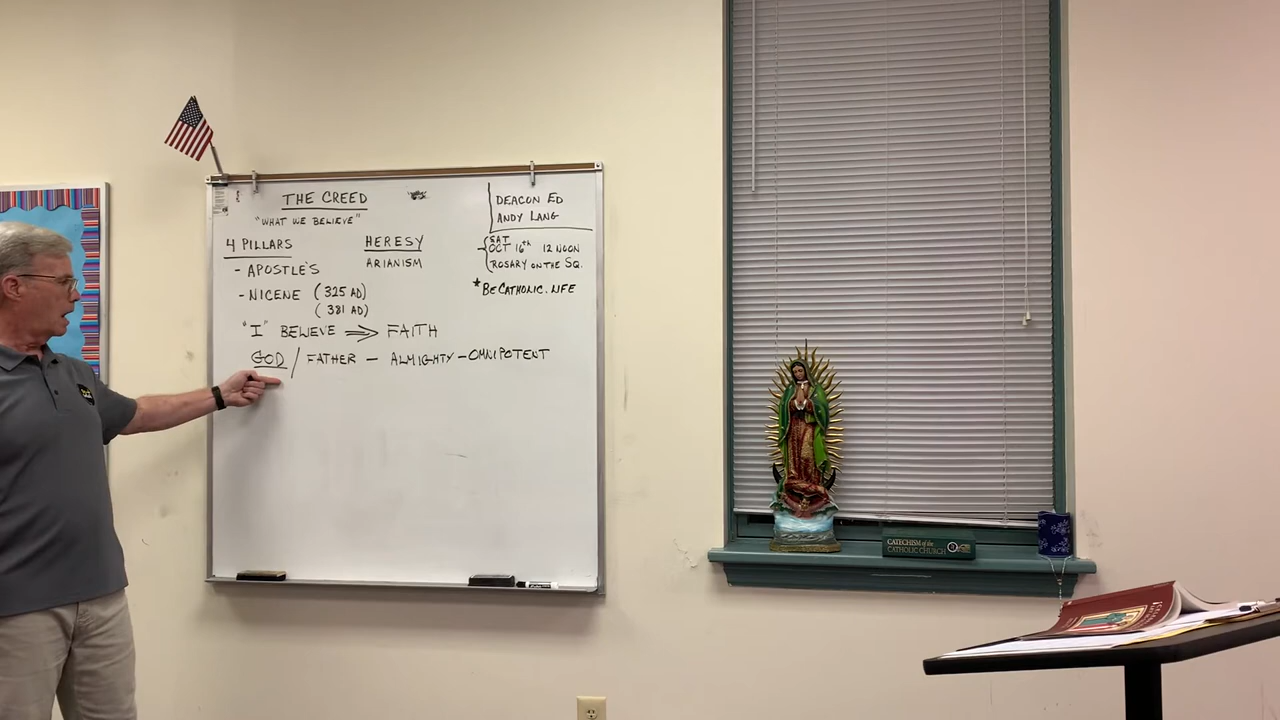 THE CREED
"WHAT WE BELIEVE"
4 PILLARS
- APOSTLE'S
- NICENE (325 AD)
(381 AD)
"I" BELIEVE ⇒ FAITH
GOD / FATHER - ALMIGHTY - OMNIPOTENT
HERESY
ARIANISM
DEACON ED
ANDY LANG
SAT
OCT 16th 12 NOON
ROSARY ON THE SQ.
*BECATHOLIC.LIFE
CATECHISM of the
CATHOLIC CHURCH